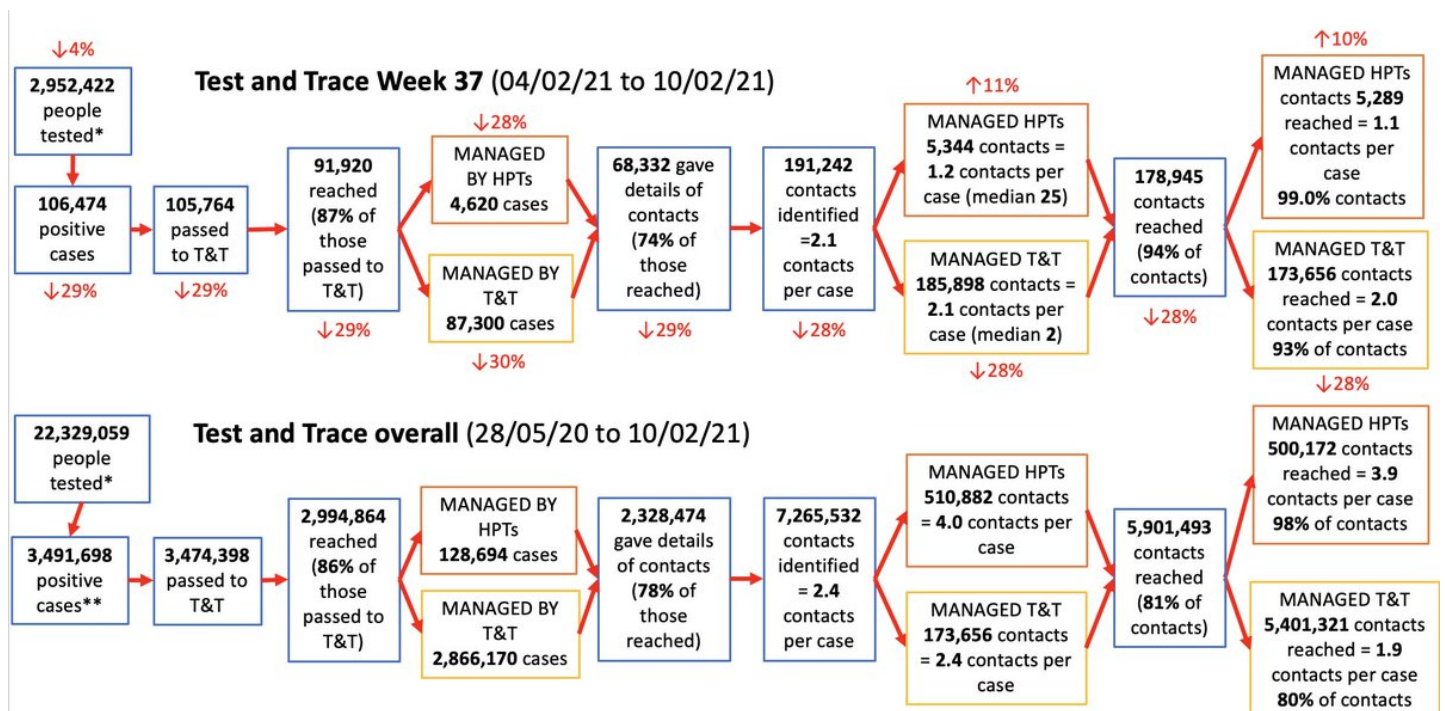 ↓4%
2,952,422
people
tested*
Test and Trace Week 37 (04/02/21 to 10/02/21)
106,474
positive
cases
↓29%
105,764
passed
to T&T
↓29%
91,920
reached
(87% of
those
passed to
T&T)
↓29%
↓28%
MANAGED
BY HPTs
4,620 cases
MANAGED BY
T&T
87,300 cases
↓30%
68,332 gave
details of
contacts
(74% of
those
reached)
↓29%
191,242
contacts
identified
=2.1
contacts
per case
↓28%
↑11%
MANAGED HPTs
5,344 contacts =
1.2 contacts per
case (median 25)
MANAGED T&T
185,898 contacts =
2.1 contacts per
case (median 2)
↓28%
178,945
contacts
reached
(94% of
contacts)
↓28%
↑10%
MANAGED HPTs
contacts 5,289
reached = 1.1
contacts per
case
99.0% contacts
MANAGED T&T
173,656 contacts
reached = 2.0
contacts per case
93% of contacts
↓28%
Test and Trace overall (28/05/20 to 10/02/21)
22,329,059
people
tested*
3,491,698
positive
cases**
3,474,398
passed to
T&T
2,994,864
reached
(86% of
those
passed to
T&T)
MANAGED BY
HPTs
128,694 cases
MANAGED BY
T&T
2,866,170 cases
2,328,474
gave details
of contacts
(78% of
those
reached)
7,265,532
contacts
identified
= 2.4
contacts
per case
MANAGED HPTs
510,882 contacts
= 4.0 contacts per
case
MANAGED T&T
173,656 contacts
= 2.4 contacts per
case
5,901,493
contacts
reached
(81% of
contacts)
MANAGED HPTs
500,172 contacts
reached = 3.9
contacts per case
98% of contacts
MANAGED T&T
5,401,321 contacts
reached = 1.9
contacts per case
80% of contacts